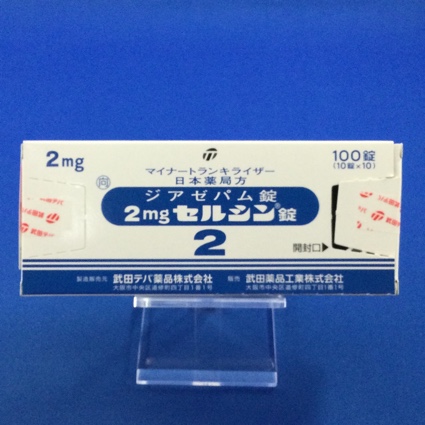 2mg
100錠
(10錠×10)
向
マイナートランキライザー
日本薬局方
ジアゼパム錠
2mgセルシン®錠
2
開封口▶
製造販売元 武田テバ薬品株式会社
大阪市中央区道修町四丁目1番1号
販売 武田薬品工業株式会社
大阪市中央区道修町四丁目1番1号